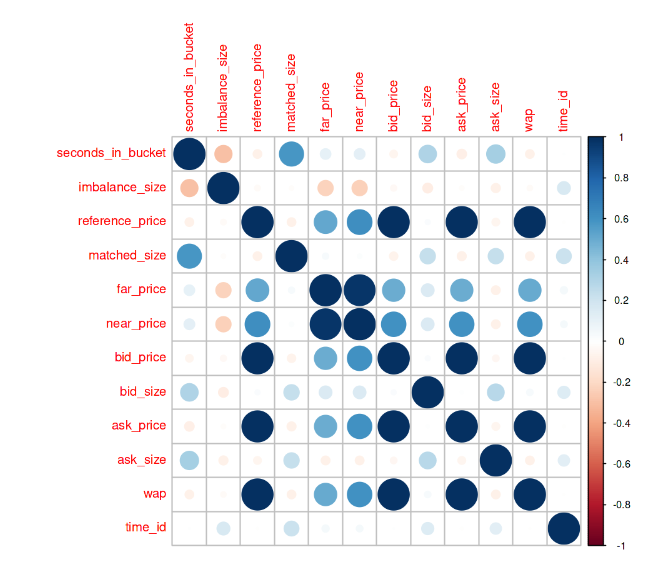 seconds_in_bucket
imbalance_size
reference_price
matched_size
far_price
near_price
bid_price
bid_size
ask_price
ask_size
wap
time_id
seconds_in_bucket
imbalance_size
reference_price
matched_size
far_price
near_price
bid_price
bid_size
ask_price
ask_size
wap
time_id
1
0.8
0.6
0.4
0.2
0
-0.2
-0.4
-0.6
-0.8
-1